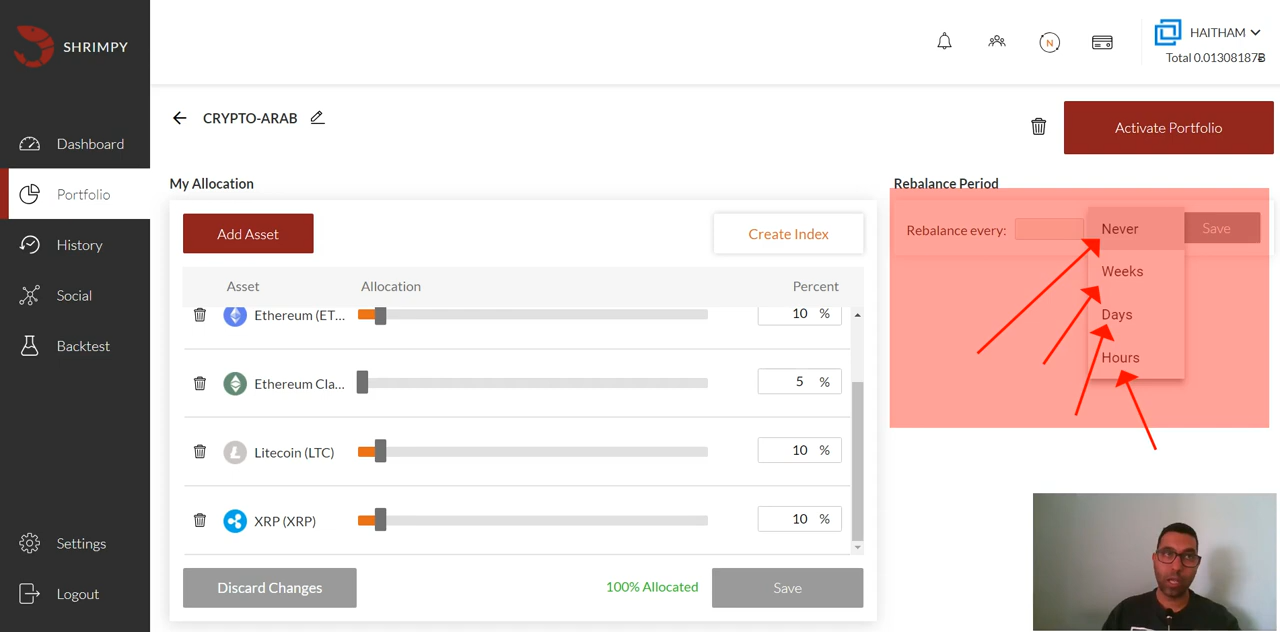 SHRIMPY
N
HAITHAM
Total 0.01308187Ƀ
Dashboard
Portfolio
History
Social
Backtest
Settings
Logout
CRYPTO-ARAB
Activate Portfolio
My Allocation
Add Asset
Create Index
Asset Allocation Percent
Ethereum (ET... 10 %
Ethereum Cla... 5 %
Litecoin (LTC) 10 %
XRP (XRP) 10 %
Discard Changes
100% Allocated
Save
Rebalance Period
Rebalance every:
Never
Save
Weeks
Days
Hours